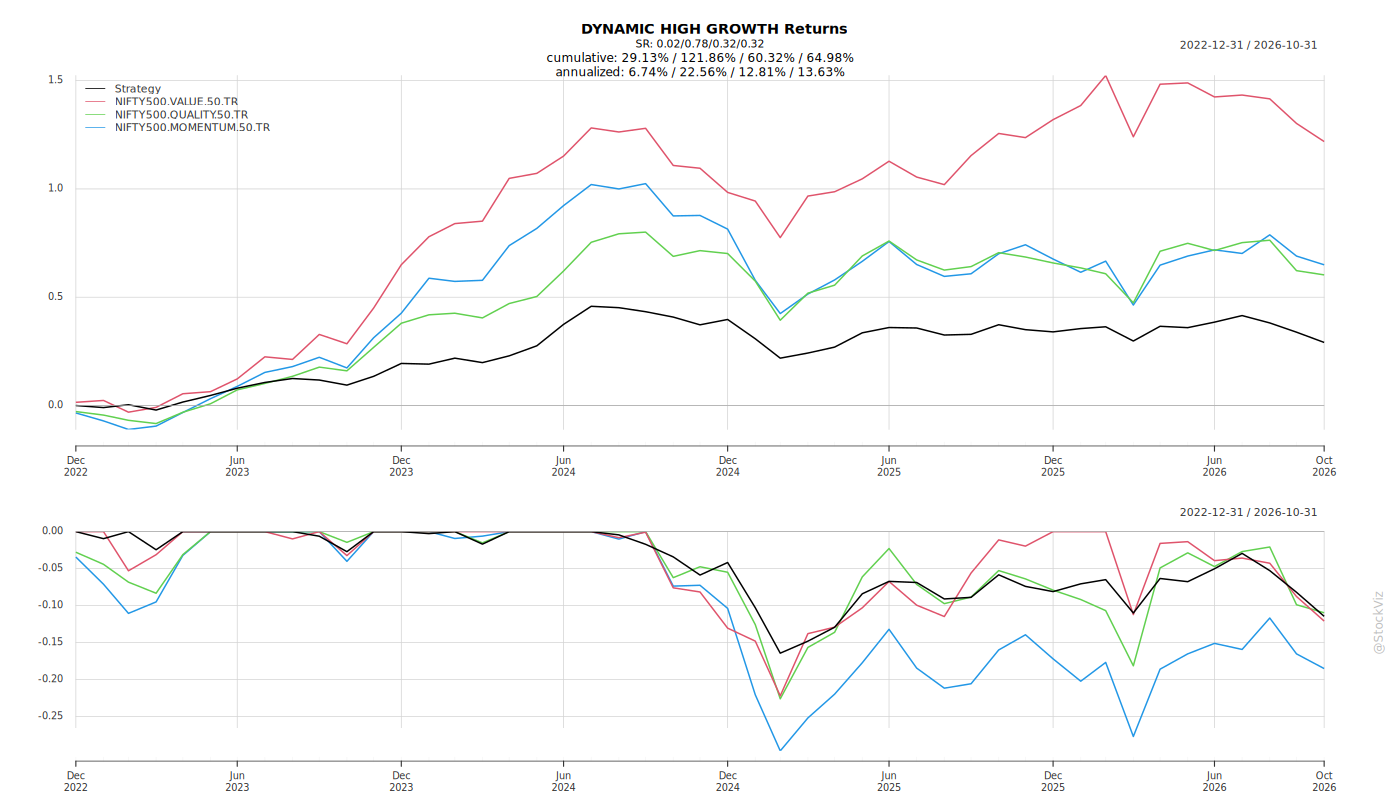 DYNAMIC HIGH GROWTH Returns
SR: 0.02/0.78/0.32/0.32
cumulative: 29.13% / 121.86% / 60.32% / 64.98%
annualized: 6.74% / 22.56% / 12.81% / 13.63%
2022-12-31 / 2026-10-31
Strategy
NIFTY500.VALUE.50.TR
NIFTY500.QUALITY.50.TR
NIFTY500.MOMENTUM.50.TR
1.5
1.0
0.5
0.0
Dec Jun Dec Jun Dec Jun Dec Jun Oct
2022 2023 2023 2024 2024 2025 2025 2026 2026
2022-12-31 / 2026-10-31
0.00
-0.05
-0.10
-0.15
-0.20
-0.25
Dec Jun Dec Jun Dec Jun Dec Jun Oct
2022 2023 2023 2024 2024 2025 2025 2026 2026
@StockViz